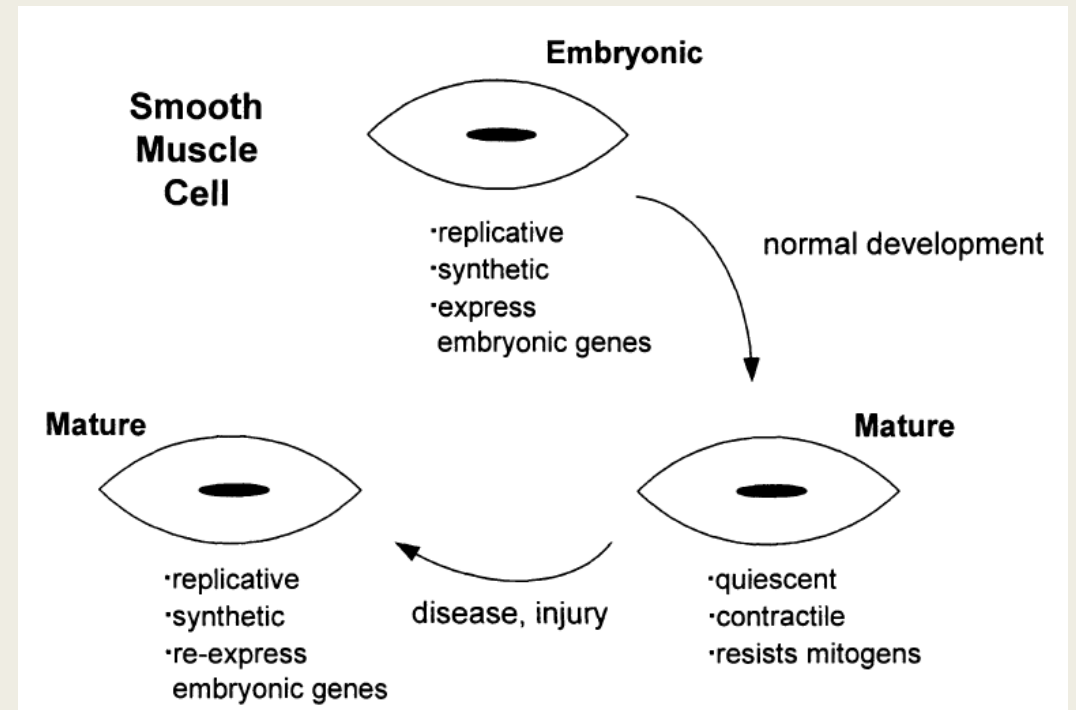 Embryonic
Smooth
Muscle
Cell
·replicative
·synthetic
·express
embryonic genes
normal development
Mature
·replicative
·synthetic
·re-express
embryonic genes
disease, injury
Mature
·quiescent
·contractile
·resists mitogens